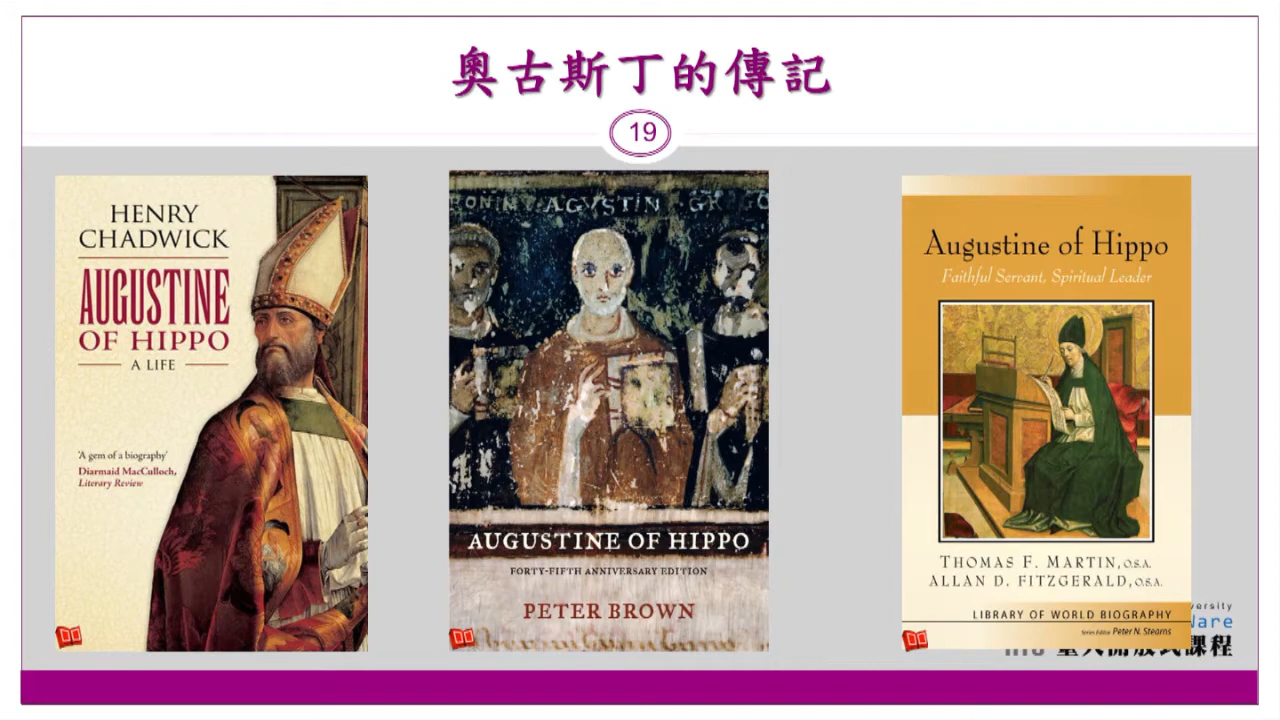 奧古斯丁的傳記
19
HENRY
CHADWICK
AUGUSTINE
OF HIPPO
A LIFE
'A gem of a biography'
Diarmaid MacCulloch,
Literary Review
AGVSTIN
AUGUSTINE OF HIPPO
FORTY-FIFTH ANNIVERSARY EDITION
PETER BROWN
Augustine of Hippo
Faithful Servant, Spiritual Leader
THOMAS F. MARTIN, O.S.A.
ALLAN D. FITZGERALD, O.S.A.
LIBRARY OF WORLD BIOGRAPHY
Series Editor Peter N. Stearns
課程